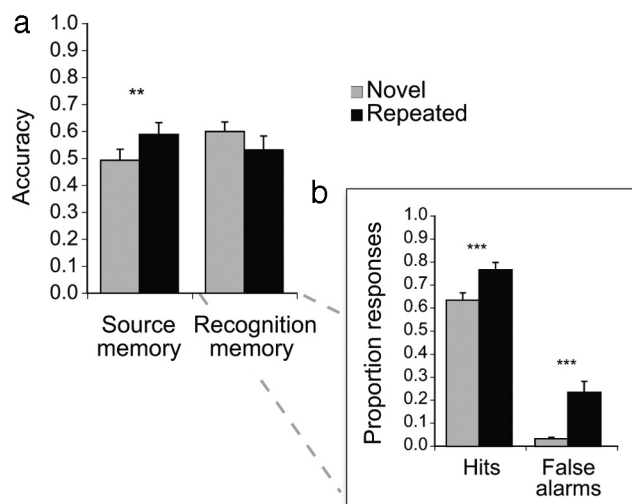 a
Accuracy
1.0
0.9
0.8
0.7
0.6
0.5
0.4
0.3
0.2
0.1
0.0
**
Source
memory
Recognition
memory
Novel
Repeated
b
Proportion responses
1.0
0.9
0.8
0.7
0.6
0.5
0.4
0.3
0.2
0.1
0.0
***
***
Hits
False
alarms